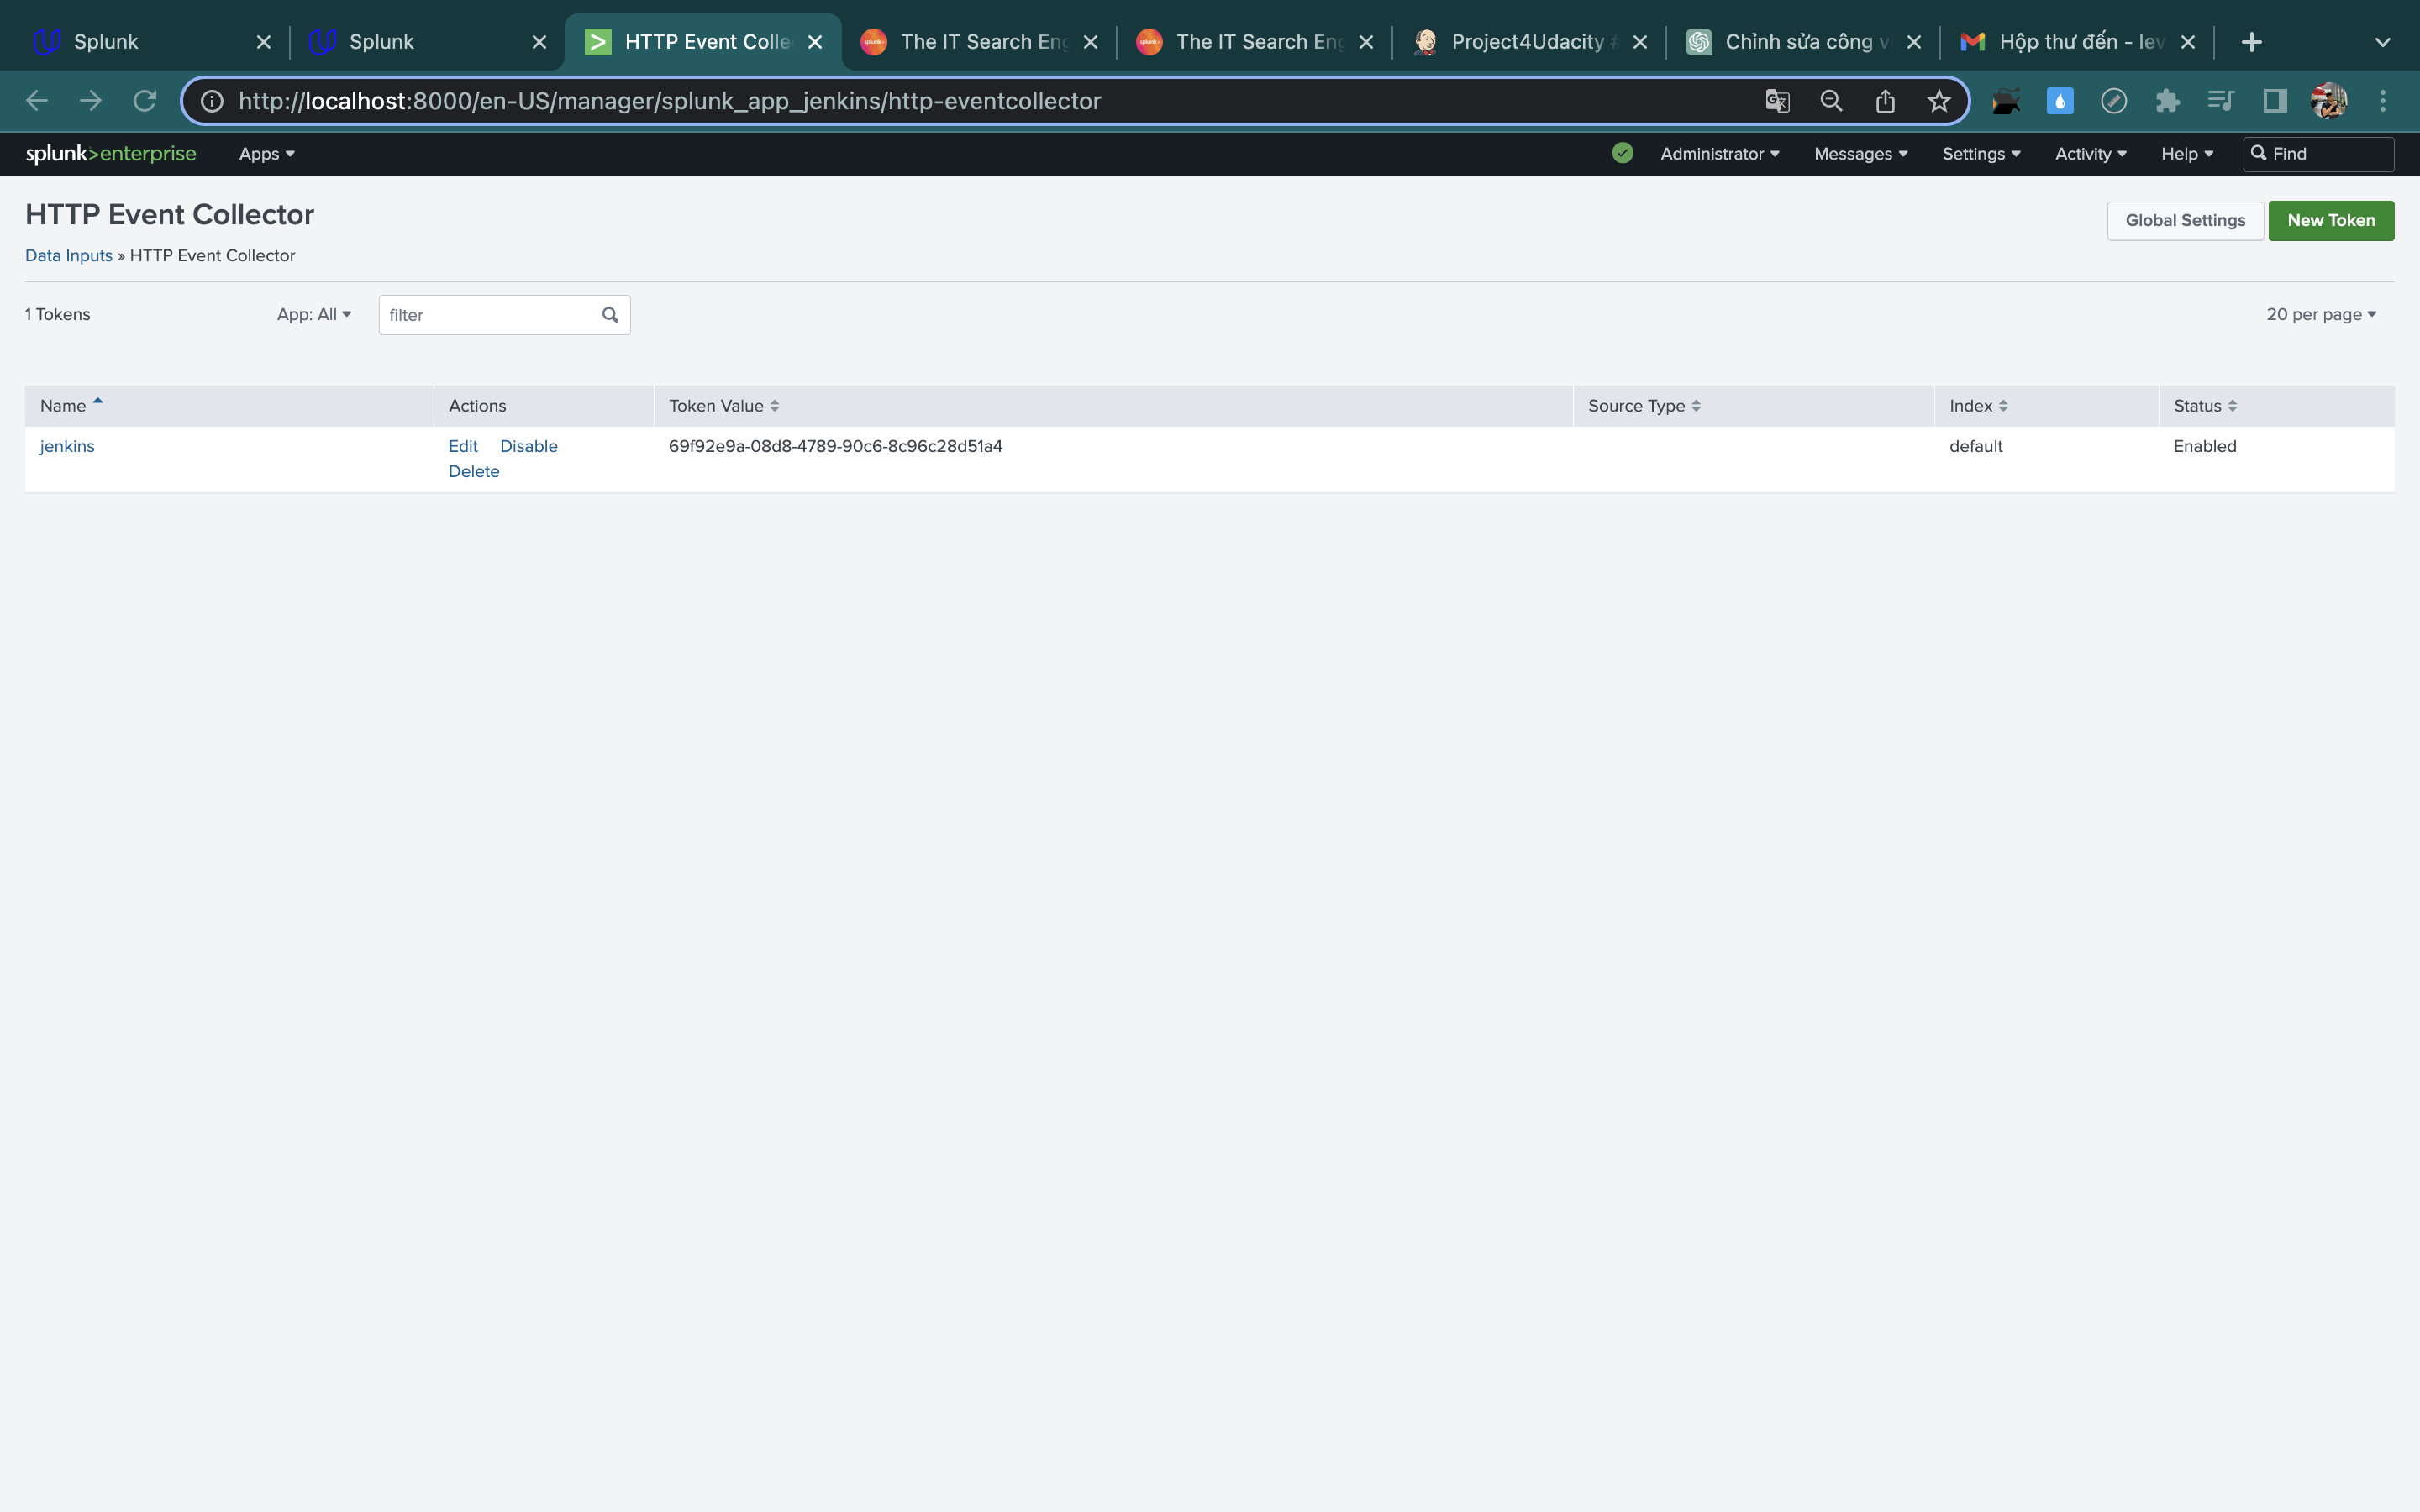 Splunk
Splunk
HTTP Event Colle
The IT Search Eng
The IT Search Eng
Project4Udacity #
Chỉnh sửa công vi
Hộp thư đến - lev
http://localhost:8000/en-US/manager/splunk_app_jenkins/http-eventcollector
splunk>enterprise Apps Administrator Messages Settings Activity Help Find
HTTP Event Collector
Global Settings New Token
Data Inputs » HTTP Event Collector
1 Tokens App: All filter 20 per page
Name Actions Token Value Source Type Index Status
jenkins Edit Disable 69f92e9a-08d8-4789-90c6-8c96c28d51a4 default Enabled
Delete